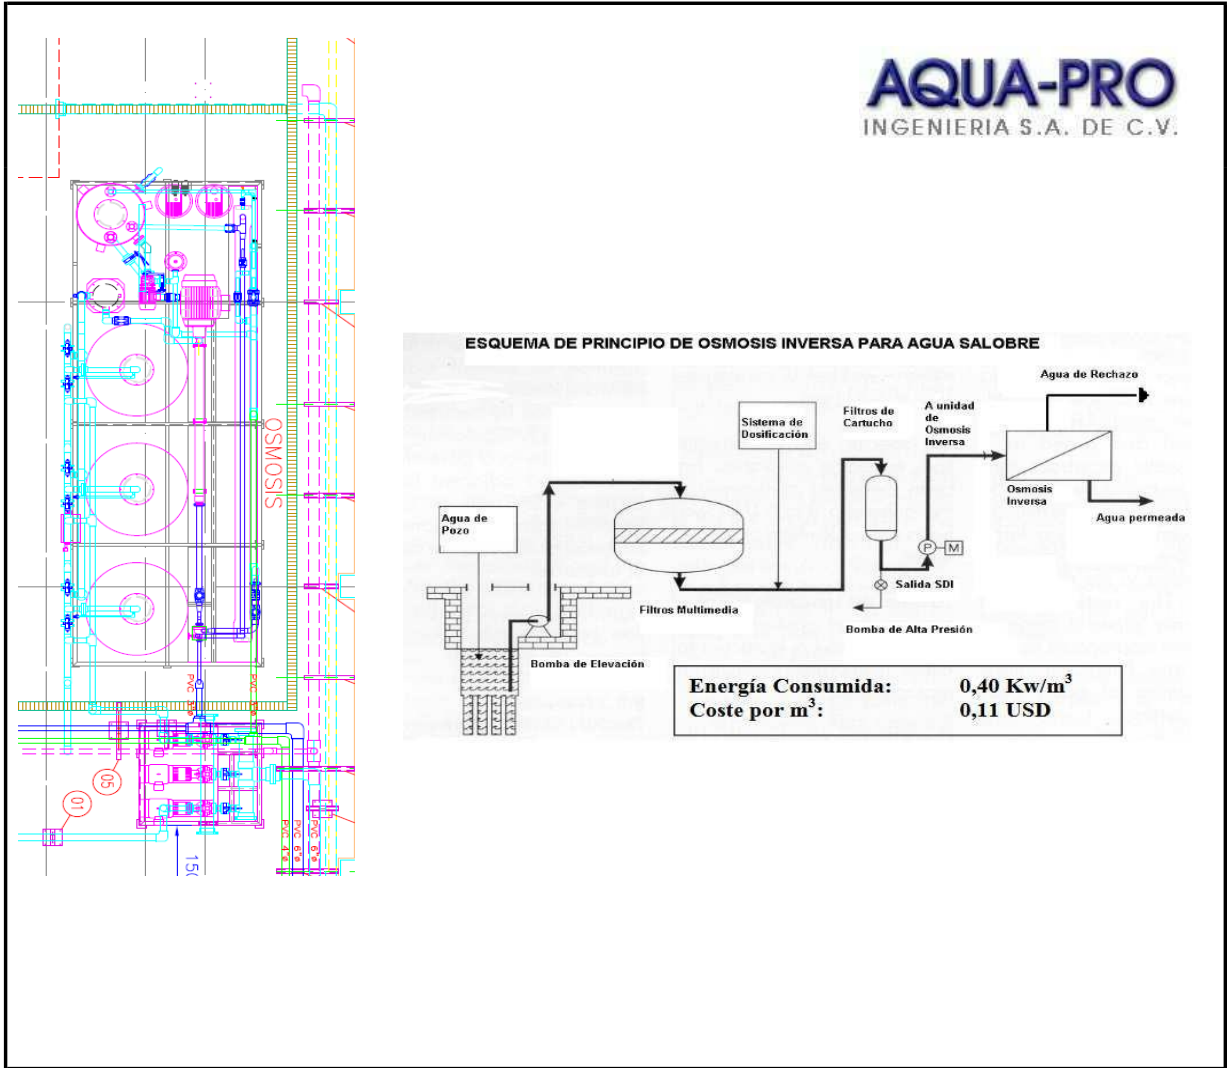 AQUA-PRO
INGENIERIA S.A. DE C.V.
OSMOSIS
PVC
PVC
05
01
PVC 4"ø
PVC 6"ø
PVC 6"ø
ESQUEMA DE PRINCIPIO DE OSMOSIS INVERSA PARA AGUA SALOBRE
Agua de Rechazo
Filtros de
Cartucho
A unidad
de
Osmosis
Inversa
Sistema de
Dosificación
Osmosis
Inversa
Agua de
Pozo
Agua permeada
P
M
Salida SDI
Filtros Multimedia
Bomba de Alta Presión
Bomba de Elevación
Energía Consumida: 0,40 Kw/m³
Coste por m³: 0,11 USD